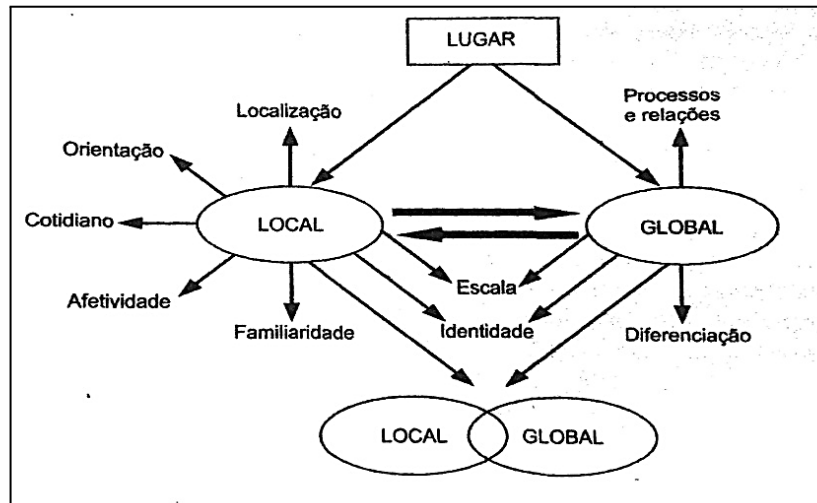 LUGAR
Localização
Processos
e relações
Orientação
Cotidiano
LOCAL
GLOBAL
Afetividade
Familiaridade
Escala
Identidade
Diferenciação
LOCAL
GLOBAL